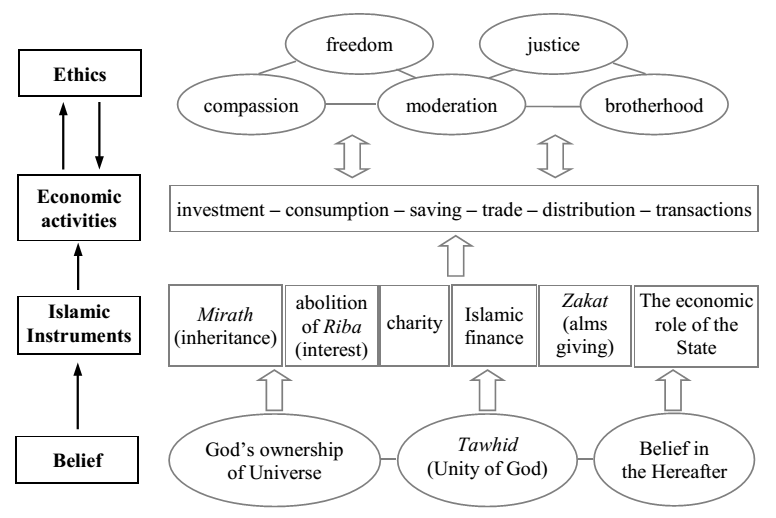 Ethics
freedom
justice
compassion
moderation
brotherhood
Economic
activities
investment – consumption – saving – trade – distribution – transactions
Islamic
Instruments
Mirath
(inheritance)
abolition
of Riba
(interest)
charity
Islamic
finance
Zakat
(alms
giving)
The economic
role of the
State
Belief
God’s ownership
of Universe
Tawhid
(Unity of God)
Belief in
the Hereafter